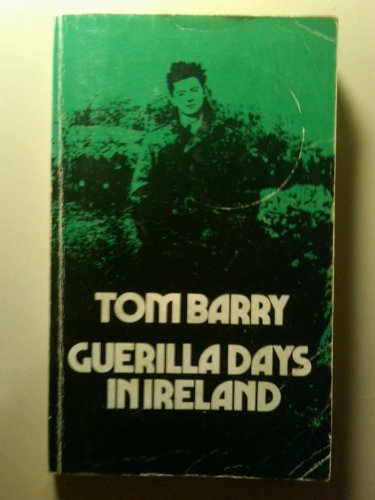 TOM BARRY
GUERILLA DAYS
IN IRELAND